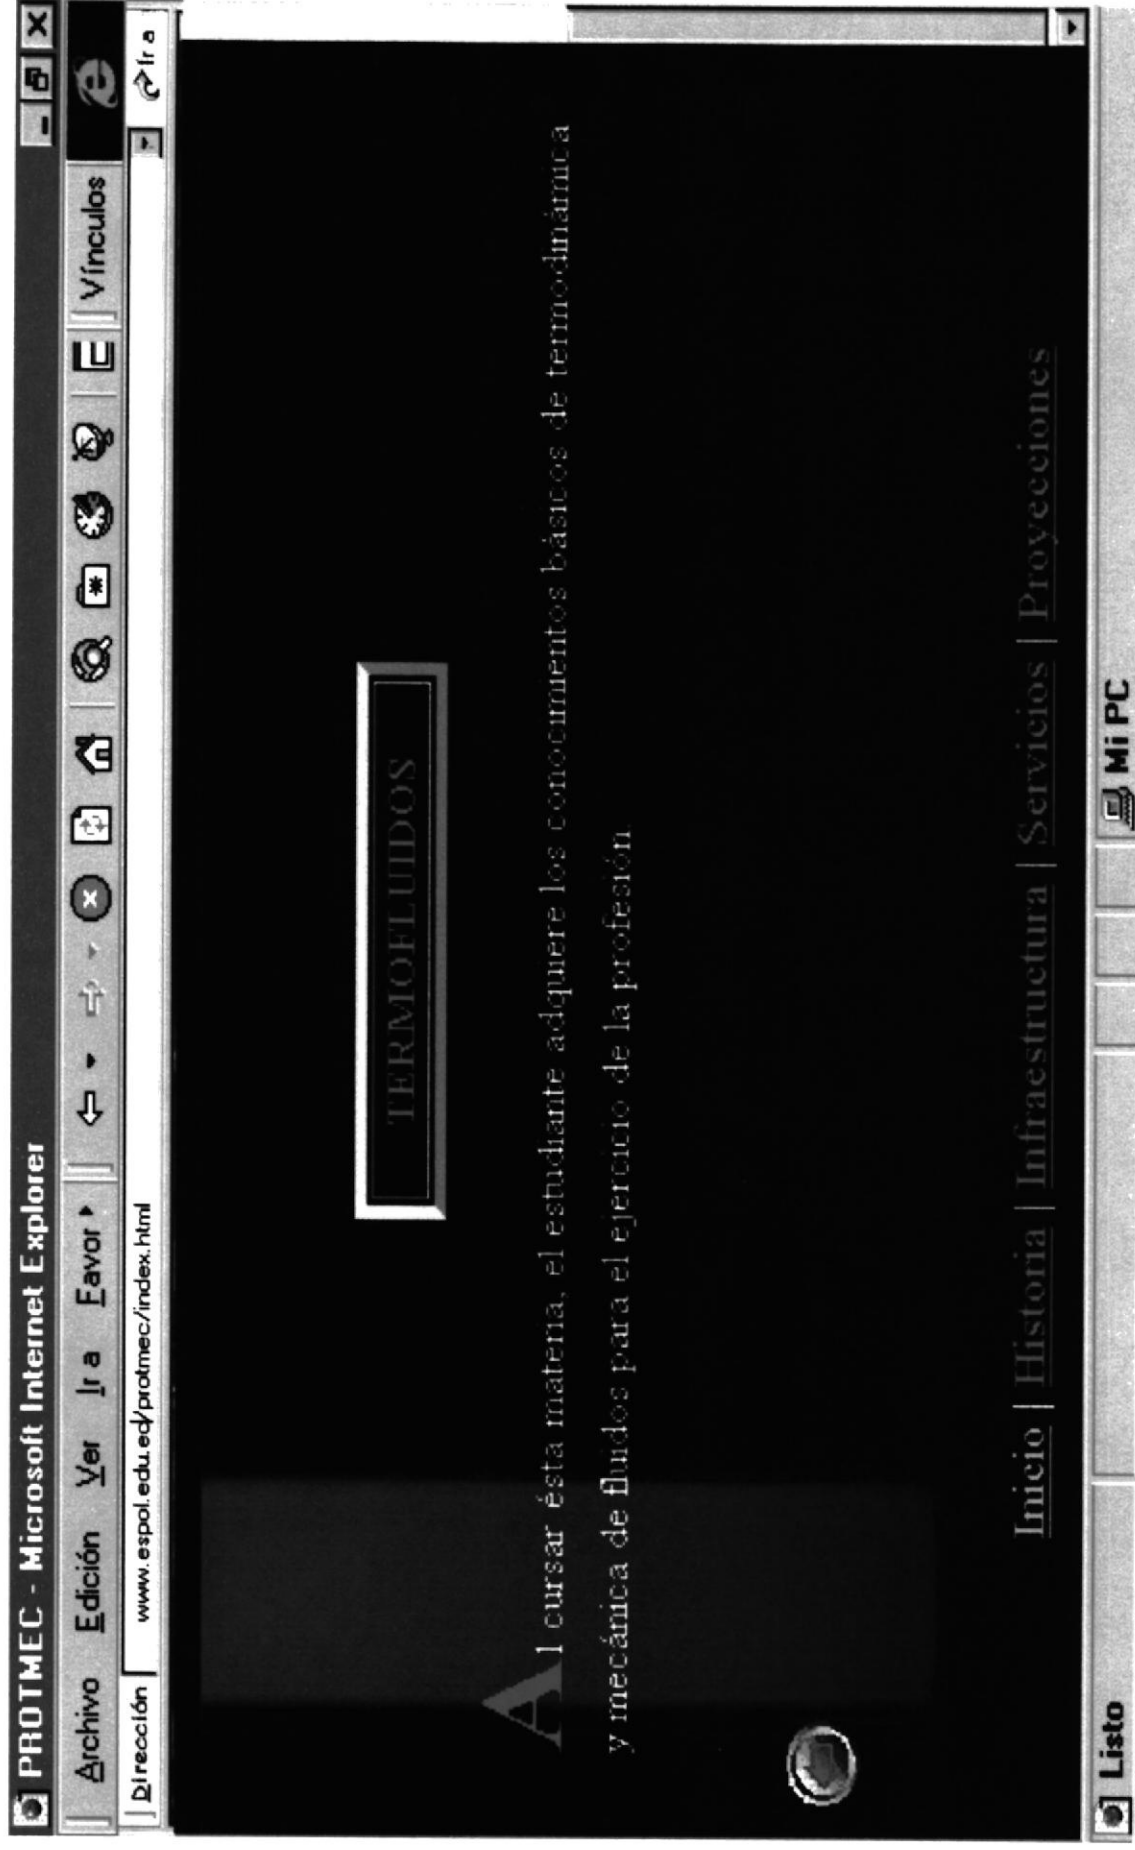 PROTMEC - Microsoft Internet Explorer
Archivo Edición Ver Ir a Favor Vínculos
Dirección www.espol.edu.ed/protmec/index.html Ir a
TERMOFLUIDOS
Al cursar ésta materia, el estudiante adquiere los conocimientos básicos de termodinámica
y mecánica de fluidos para el ejercicio de la profesión.
Inicio | Historia | Infraestructura | Servicios | Proyecciones
Listo Mi PC